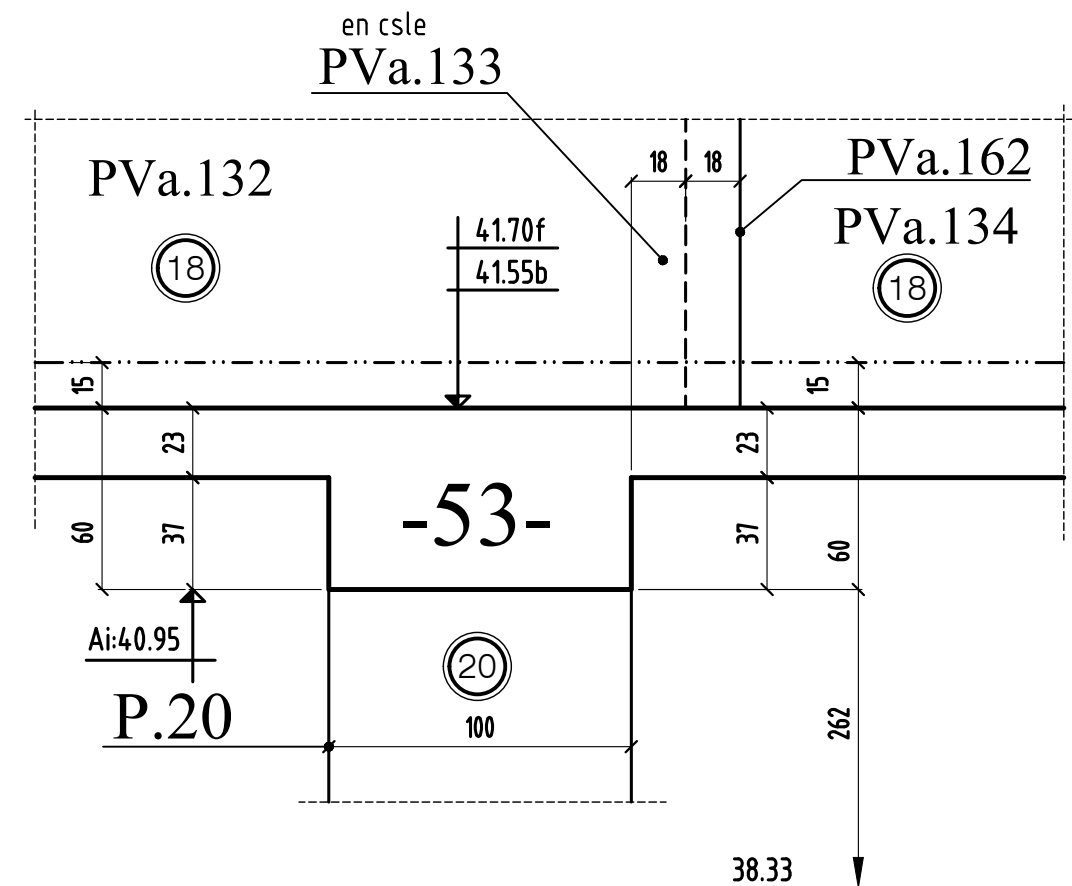 en csle
PVa.133
PVa.132
18
18
PVa.162
PVa.134
18
41.70f
41.55b
18
15
15
23
23
-53-
60
37
37
60
Ai:40.95
20
P.20
100
262
38.33